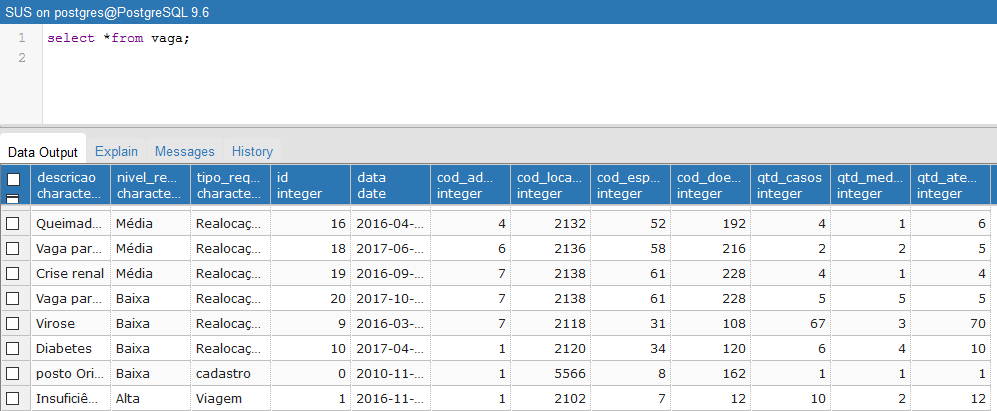 SUS on postgres@PostgreSQL 9.6
1 select *from vaga;
2
Data Output Explain Messages History
descricao nivel_re... tipo_req... id data cod_ad... cod_loca... cod_esp... cod_doe... qtd_casos qtd_med... qtd_ate...
characte... characte... characte... integer date integer integer integer integer integer integer integer
Queimad... Média Realocaç... 16 2016-04-... 4 2132 52 192 4 1 6
Vaga par... Média Realocaç... 18 2017-06-... 6 2136 58 216 2 2 5
Crise renal Média Realocaç... 19 2016-09-... 7 2138 61 228 4 1 4
Vaga par... Baixa Realocaç... 20 2017-10-... 7 2138 61 228 5 5 5
Virose Baixa Realocaç... 9 2016-03-... 7 2118 31 108 67 3 70
Diabetes Baixa Realocaç... 10 2017-04-... 1 2120 34 120 6 4 10
posto Ori... Baixa cadastro 0 2010-11-... 1 5566 8 162 1 1 1
Insuficiê... Alta Viagem 1 2016-11-... 1 2102 7 12 10 2 12